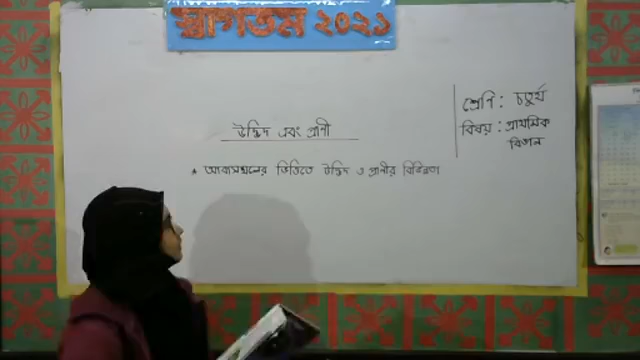 স্বাগতম ২০২১
শ্রেণি : চতুর্থ
বিষয় : প্রাথমিক
বিজ্ঞান
উদ্ভিদ এবং প্রাণী
* আবাসস্থলের ভিত্তিতে উদ্ভিদ ও প্রাণীর বিভিন্নতা